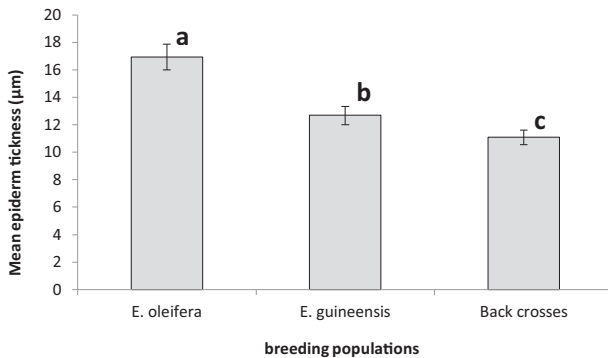 20
18
16
14
12
10
8
6
4
2
0
Mean epiderm tickness (µm)
a
b
c
E. oleifera E. guineensis Back crosses
breeding populations